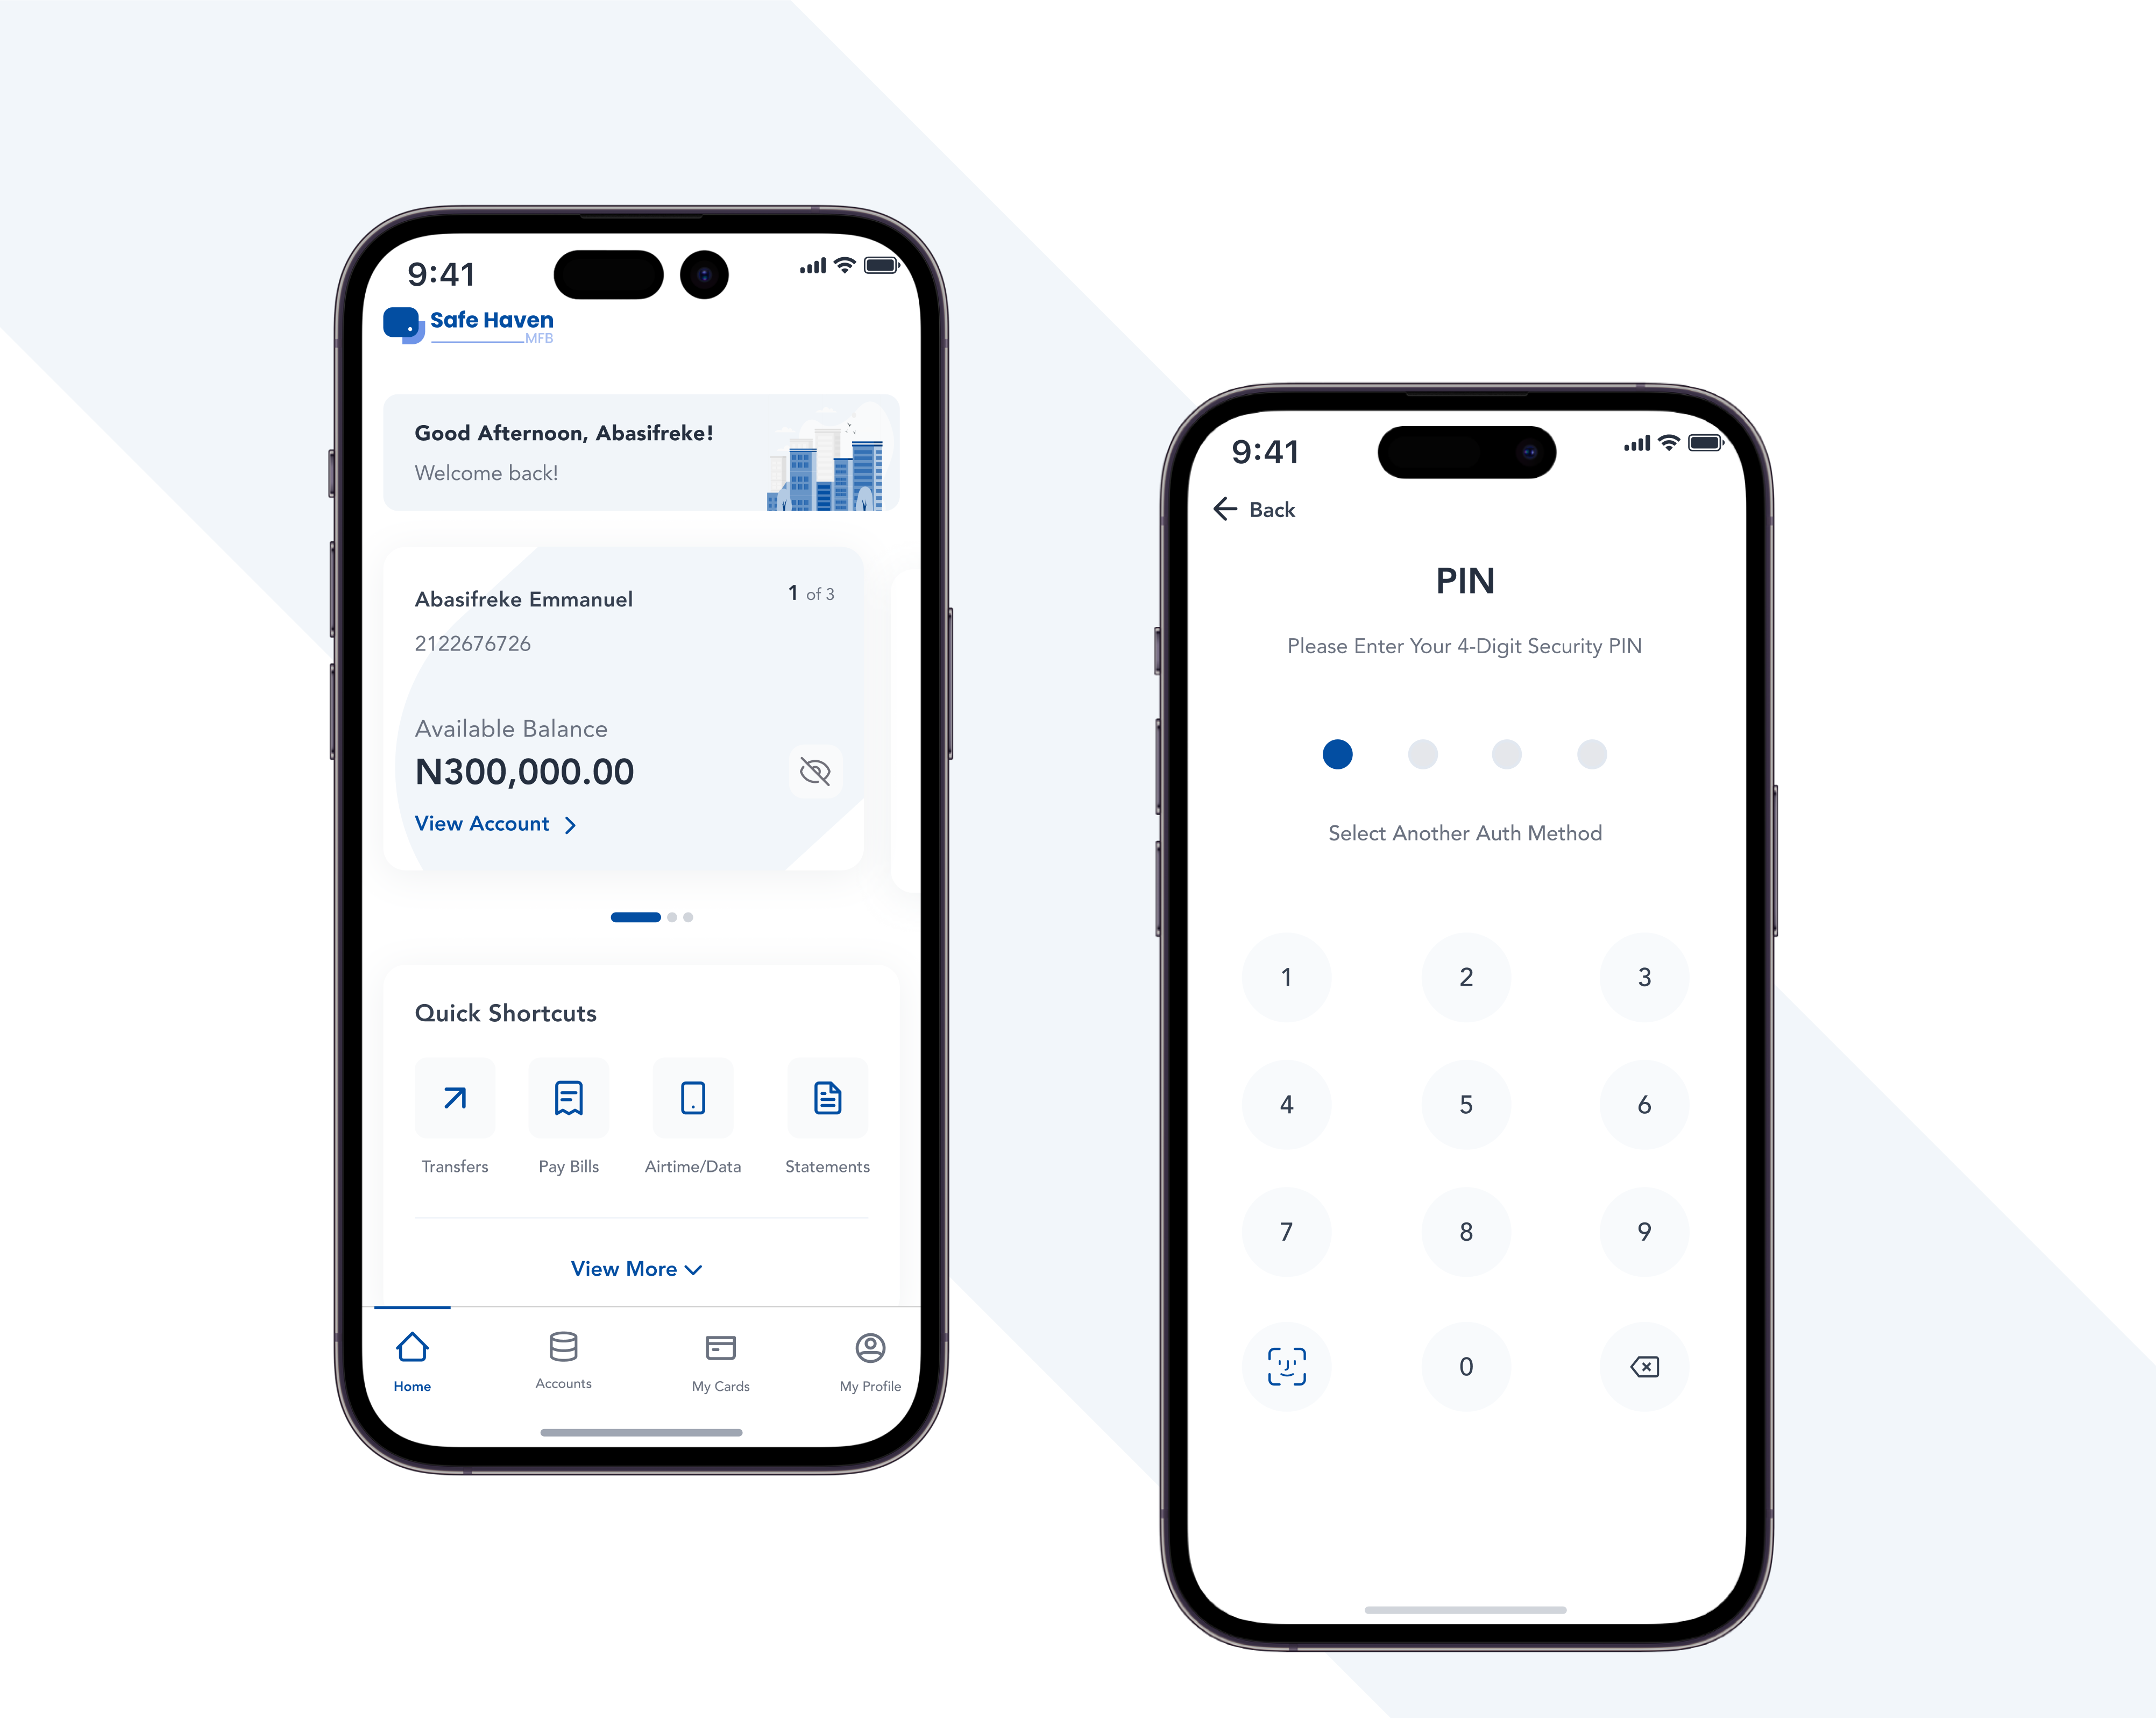 9:41
Safe Haven
MFB
Good Afternoon, Abasifreke!
Welcome back!
Abasifreke Emmanuel
1 of 3
2122676726
Available Balance
N300,000.00
View Account
Quick Shortcuts
Transfers
Pay Bills
Airtime/Data
Statements
View More
Home
Accounts
My Cards
My Profile
9:41
Back
PIN
Please Enter Your 4-Digit Security PIN
Select Another Auth Method
1 2 3
4 5 6
7 8 9
0